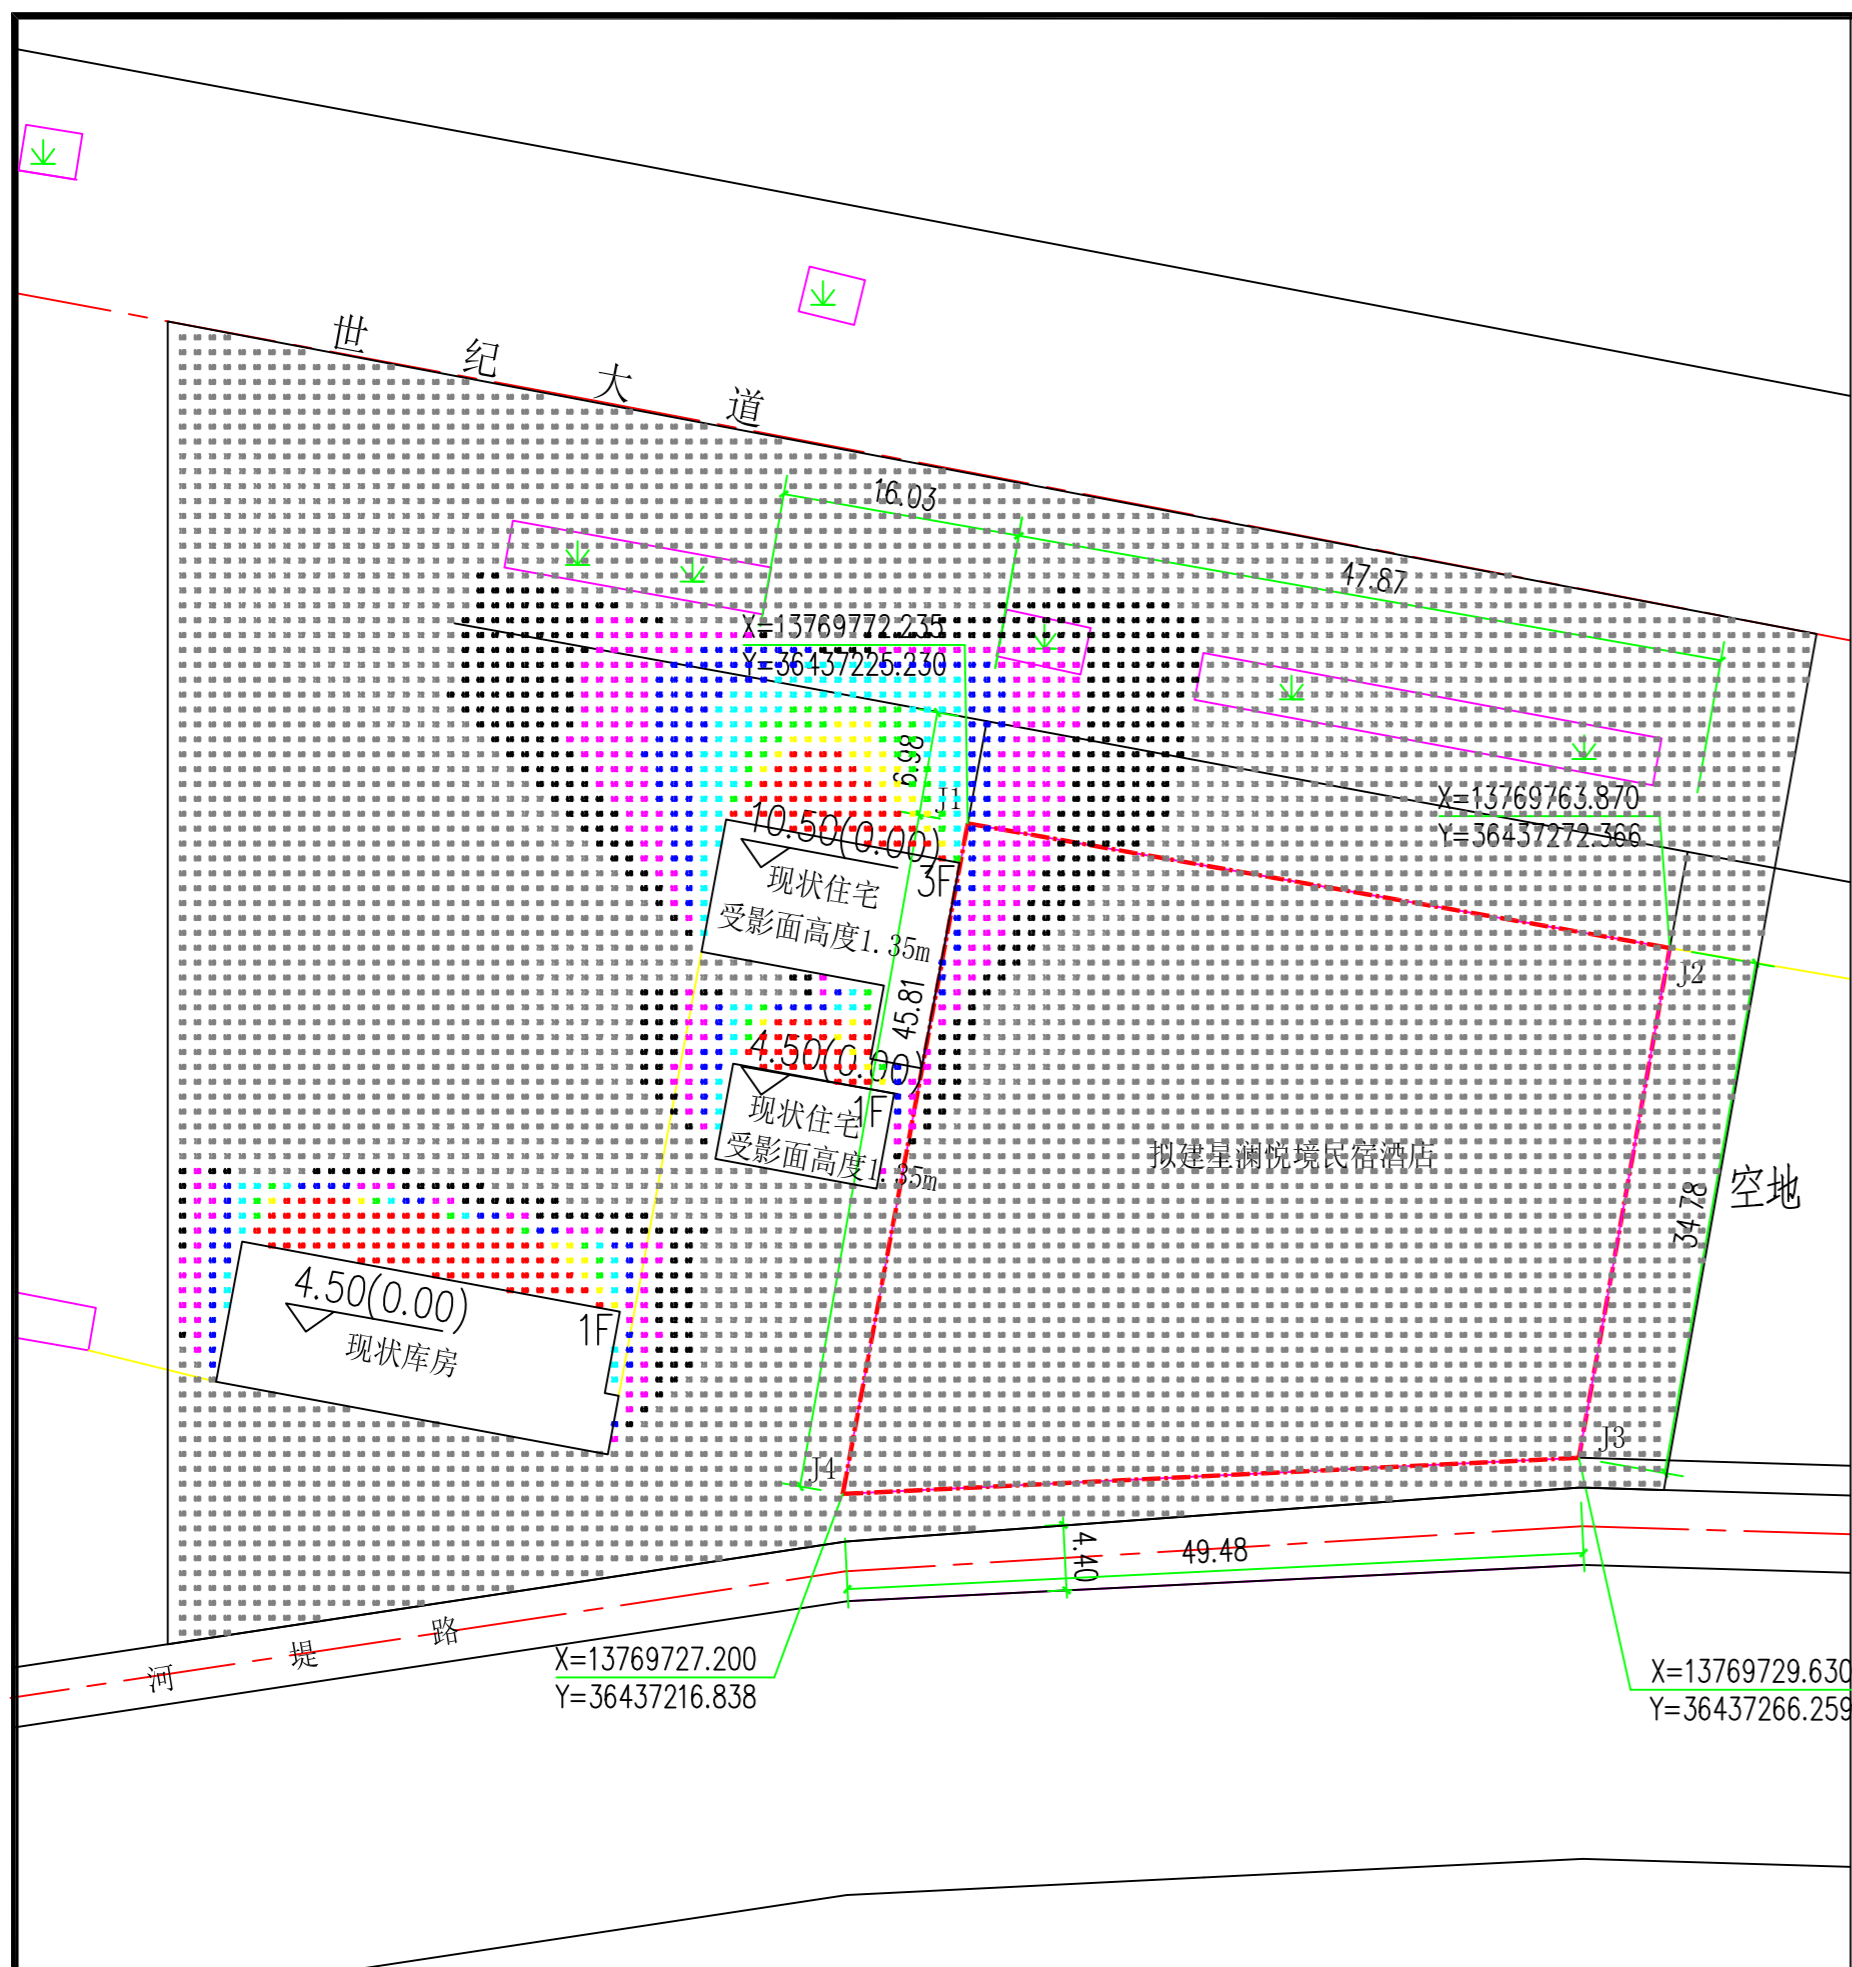 世纪大道
16.03
47.87
X=13769772.235
Y=36437225.230
6.98
J1
X=13769763.870
Y=36437272.366
10.50(0.00)
3F
现状住宅
受影面高度1.35m
J2
45.81
4.50(0.00)
1F
现状住宅
受影面高度1.35m
拟建星澜悦境民宿酒店
空地
34.78
4.50(0.00)
1F
现状库房
J3
J4
4.40
49.48
河堤路
X=13769727.200
Y=36437216.838
X=13769729.630
Y=36437266.259